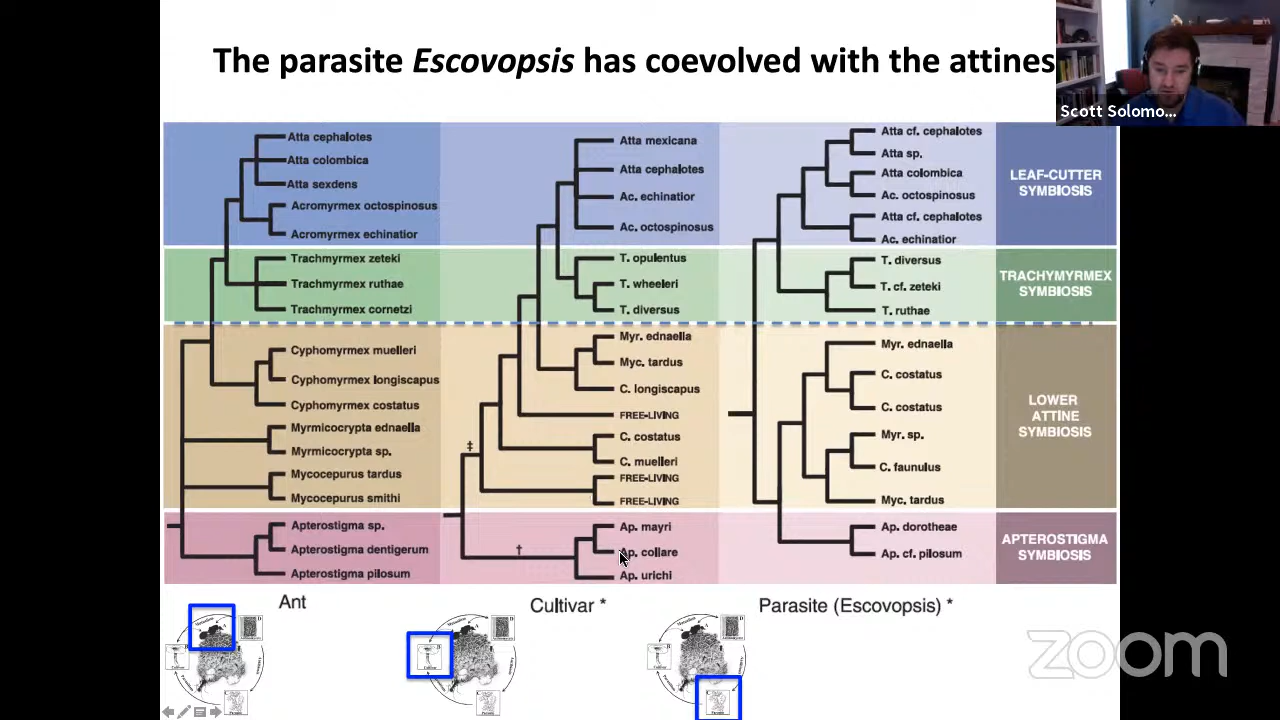 The parasite Escovopsis has coevolved with the attines
Scott Solomo...
Atta cephalotes
Atta colombica
Atta sexdens
Acromyrmex octospinosus
Acromyrmex echinatior
Trachmyrmex zeteki
Trachmyrmex ruthae
Trachmyrmex cornetzi
Cyphomyrmex muelleri
Cyphomyrmex longiscapus
Cyphomyrmex costatus
Myrmicocrypta ednaella
Myrmicocrypta sp.
Mycocepurus tardus
Mycocepurus smithi
Apterostigma sp.
Apterostigma dentigerum
Apterostigma pilosum
Atta mexicana
Atta cephalotes
Ac. echinatior
Ac. octospinosus
T. opulentus
T. wheeleri
T. diversus
Myr. ednaella
Myc. tardus
C. longiscapus
FREE-LIVING
C. costatus
C. muelleri
FREE-LIVING
FREE-LIVING
Ap. mayri
Ap. collare
Ap. urichi
‡
†
Atta cf. cephalotes
Atta sp.
Atta colombica
Ac. octospinosus
Atta cf. cephalotes
Ac. echinatior
T. diversus
T. cf. zeteki
T. ruthae
Myr. ednaella
C. costatus
C. costatus
Myr. sp.
C. faunulus
Myc. tardus
Ap. dorotheae
Ap. cf. pilosum
LEAF-CUTTER
SYMBIOSIS
TRACHYMYRMEX
SYMBIOSIS
LOWER
ATTINE
SYMBIOSIS
APTEROSTIGMA
SYMBIOSIS
Ant
Cultivar *
Parasite (Escovopsis) *
zoom